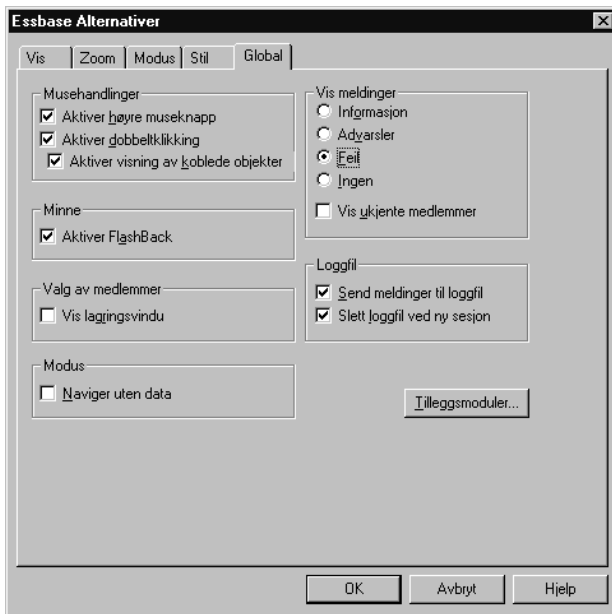 Essbase Alternativer
Vis
Zoom
Modus
Stil
Global
Musehandlinger
Aktiver høyre museknapp
Aktiver dobbeltklikking
Aktiver visning av koblede objekter
Minne
Aktiver FlashBack
Valg av medlemmer
Vis lagringsvindu
Modus
Naviger uten data
Vis meldinger
Informasjon
Advarsler
Feil
Ingen
Vis ukjente medlemmer
Loggfil
Send meldinger til loggfil
Slett loggfil ved ny sesjon
Tilleggsmoduler...
OK
Avbryt
Hjelp